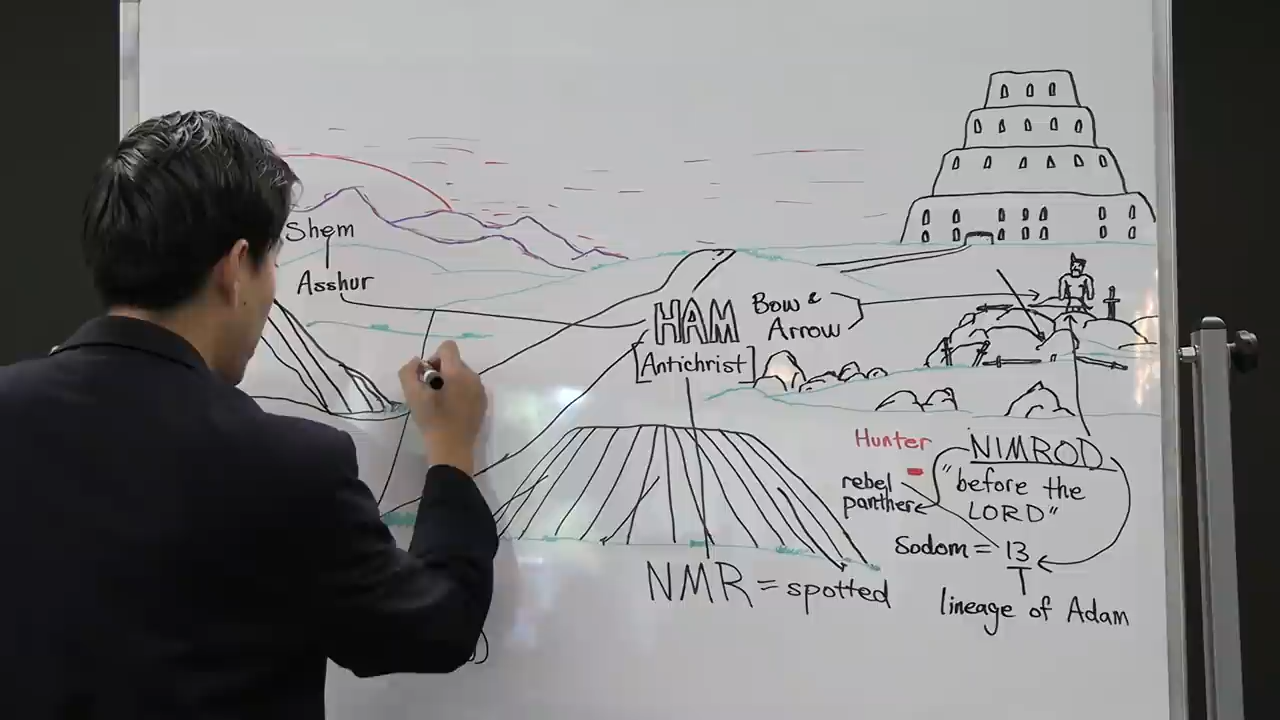 Shem
Asshur
HAM
[Antichrist]
Bow &
Arrow
Hunter
NIMROD
"before the
LORD"
rebel
panther
Sodom = 13
lineage of Adam
NMR = spotted